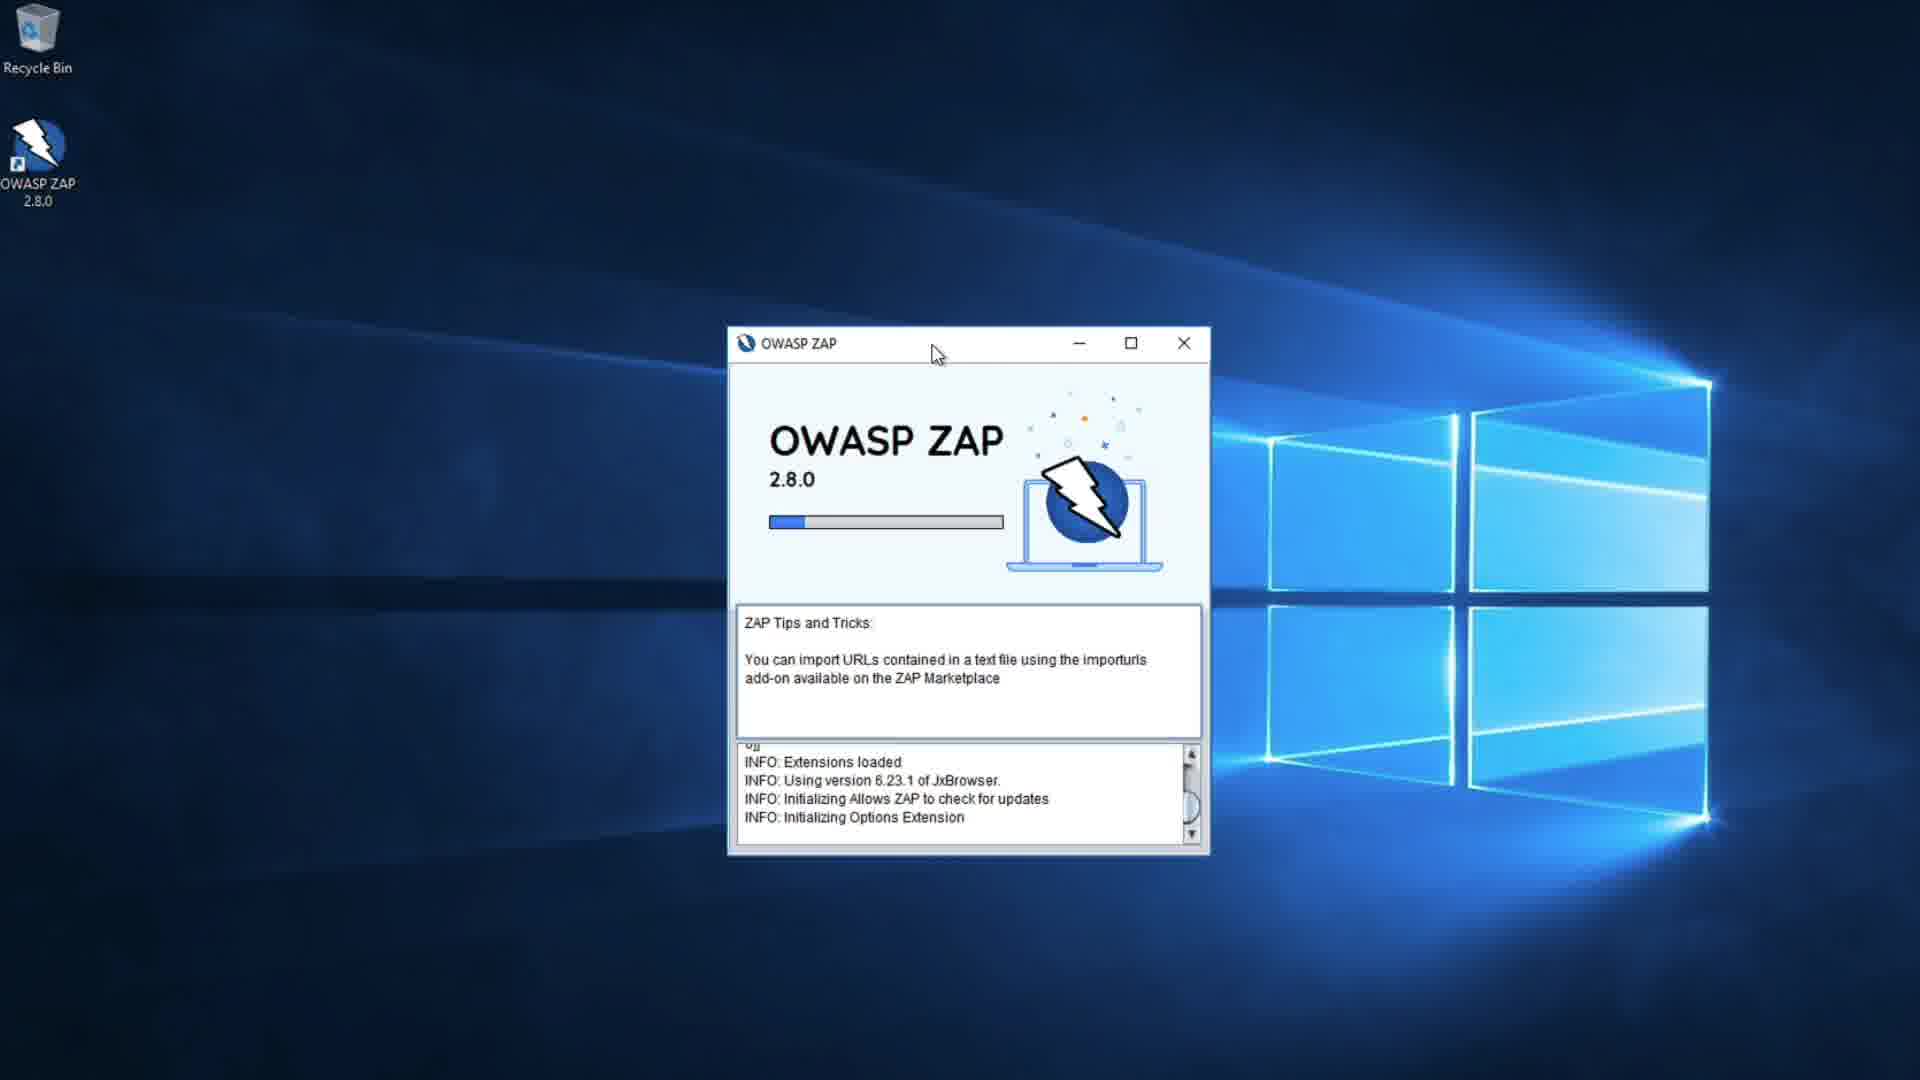 Recycle Bin
OWASP ZAP
2.8.0
OWASP ZAP
OWASP ZAP
2.8.0
ZAP Tips and Tricks:
You can import URLs contained in a text file using the importurls
add-on available on the ZAP Marketplace
INFO: Extensions loaded
INFO: Using version 6.23.1 of JxBrowser.
INFO: Initializing Allows ZAP to check for updates
INFO: Initializing Options Extension